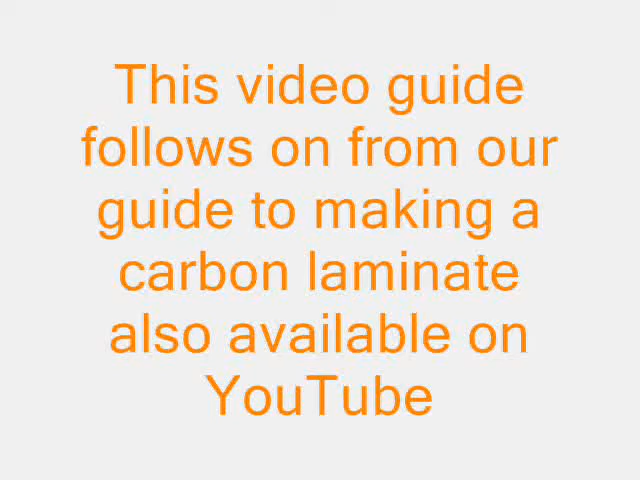 This video guide
follows on from our
guide to making a
carbon laminate
also available on
YouTube